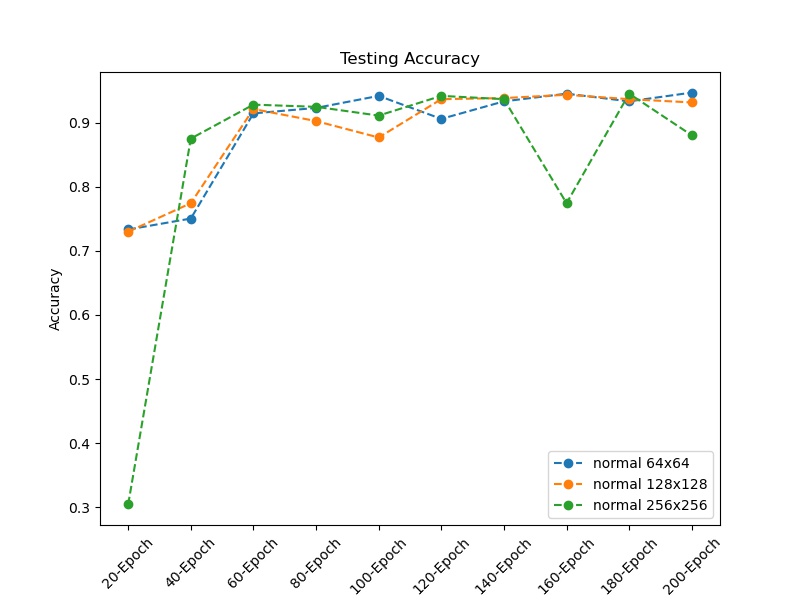 Testing Accuracy
Accuracy
0.9
0.8
0.7
0.6
0.5
0.4
0.3
normal 64x64
normal 128x128
normal 256x256
20-Epoch
40-Epoch
60-Epoch
80-Epoch
100-Epoch
120-Epoch
140-Epoch
160-Epoch
180-Epoch
200-Epoch